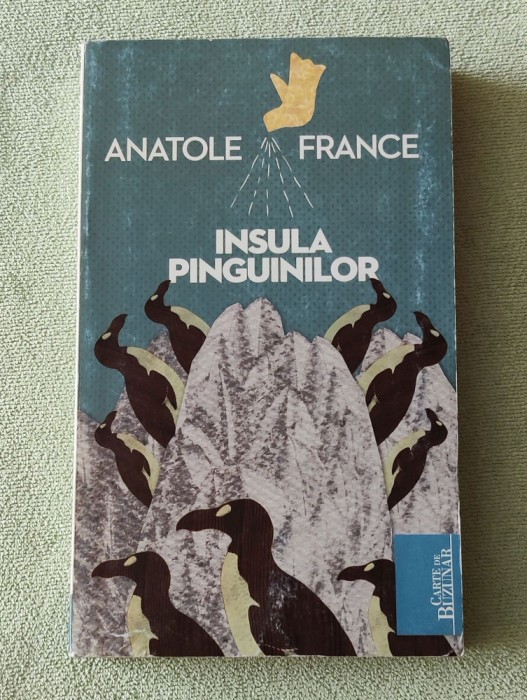 ANATOLE FRANCE
INSULA
PINGUINILOR
CARTE DE
BUZUNAR